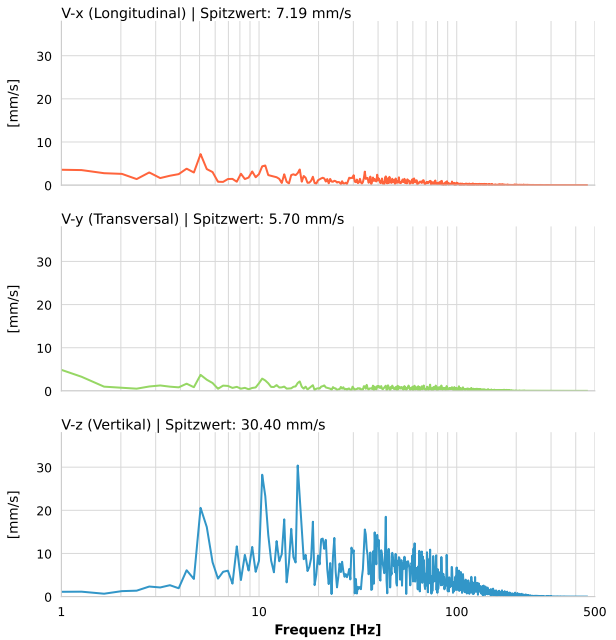 V-x (Longitudinal) | Spitzwert: 7.19 mm/s
30
20
10
0
[mm/s]
V-y (Transversal) | Spitzwert: 5.70 mm/s
30
20
10
0
[mm/s]
V-z (Vertikal) | Spitzwert: 30.40 mm/s
30
20
10
0
[mm/s]
1 10 100 500
Frequenz [Hz]